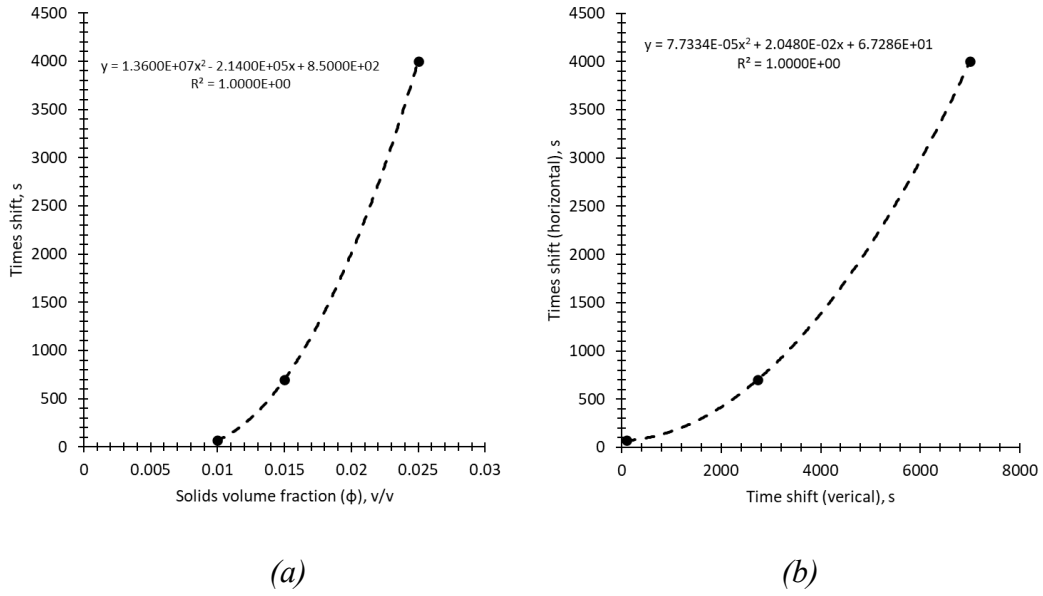 4500
4000
3500
3000
2500
2000
1500
1000
500
0
Times shift, s
y = 1.3600E+07x² - 2.1400E+05x + 8.5000E+02
R² = 1.0000E+00
0 0.005 0.01 0.015 0.02 0.025 0.03
Solids volume fraction (ϕ), v/v
(a)
4500
4000
3500
3000
2500
2000
1500
1000
500
0
Times shift (horizontal), s
y = 7.7334E-05x² + 2.0480E-02x + 6.7286E+01
R² = 1.0000E+00
0 2000 4000 6000 8000
Time shift (verical), s
(b)